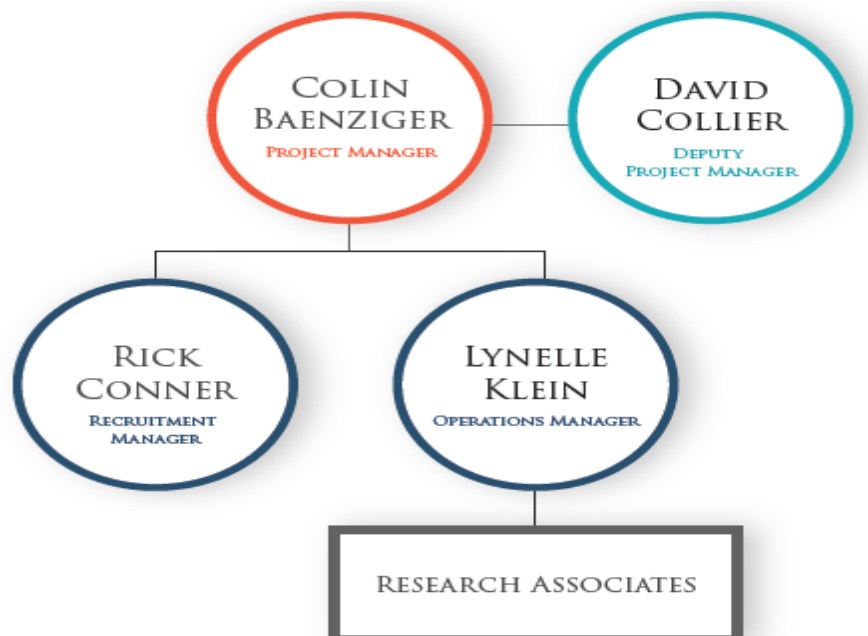 Colin
Baenziger
Project Manager
David
Collier
Deputy
Project Manager
Rick
Conner
Recruitment
Manager
Lynelle
Klein
Operations Manager
Research Associates